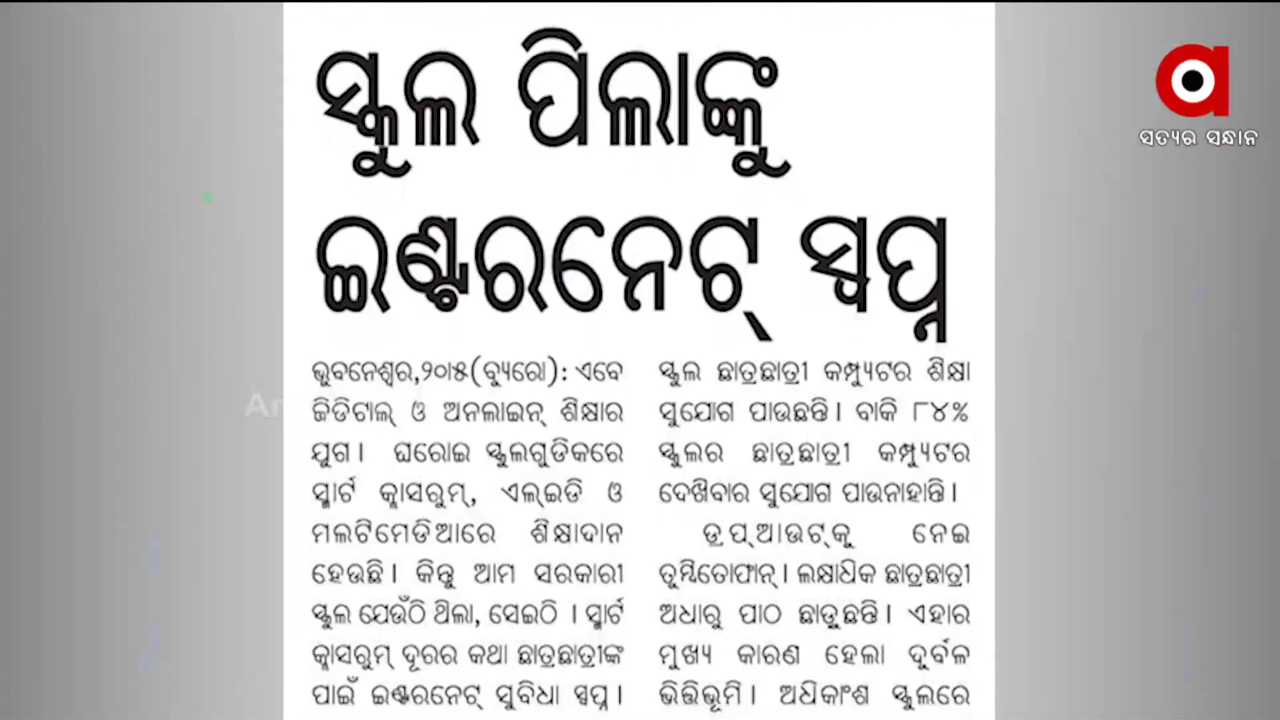 ସ୍କୁଲ ପିଲାଙ୍କୁ
ଇଣ୍ଟରନେଟ୍ ସ୍ୱପ୍ନ
ଭୁବନେଶ୍ୱର,୨୦ା୫(ବ୍ୟୁରୋ): ଏବେ
ଜିଡିଟାଲ୍ ଓ ଅନଲାଇନ୍ ଶିକ୍ଷାର
ଯୁଗ। ଘରୋଇ ସ୍କୁଲଗୁଡିକରେ
ସ୍ମାର୍ଟ କ୍ଲାସରୁମ୍, ଏଲ୍ଇଡି ଓ
ମଲଟିମେଡିଆରେ ଶିକ୍ଷାଦାନ
ହେଉଛି। କିନ୍ତୁ ଆମ ସରକାରୀ
ସ୍କୁଲ ଯେଉଁଠି ଥିଲା, ସେଇଠି । ସ୍ମାର୍ଟ
କ୍ଲାସରୁମ୍ ଦୂରର କଥା ଛାତ୍ରଛାତ୍ରୀଙ୍କ
ପାଇଁ ଇଣ୍ଟରନେଟ୍ ସୁବିଧା ସ୍ୱପ୍ନ।
ସ୍କୁଲ ଛାତ୍ରଛାତ୍ରୀ କମ୍ପ୍ୟୁଟର ଶିକ୍ଷା
ସୁଯୋଗ ପାଉଛନ୍ତି। ବାକି ୮୪%
ସ୍କୁଲର ଛାତ୍ରଛାତ୍ରୀ କମ୍ପ୍ୟୁଟର
ଦେଖିବାର ସୁଯୋଗ ପାଉନାହାନ୍ତି।
ଡ୍ରପ୍ଆଉଟ୍କୁ ନେଇ
ତୁମ୍ଭିତୋଫାନ୍। ଲକ୍ଷାଧିକ ଛାତ୍ରଛାତ୍ରୀ
ଅଧାରୁ ପାଠ ଛାଡୁଛନ୍ତି। ଏହାର
ମୁଖ୍ୟ କାରଣ ହେଲା ଦୁର୍ବଳ
ଭିତ୍ତିଭୂମି। ଅଧିକାଂଶ ସ୍କୁଲରେ
ସତ୍ୟର ସନ୍ଧାନ